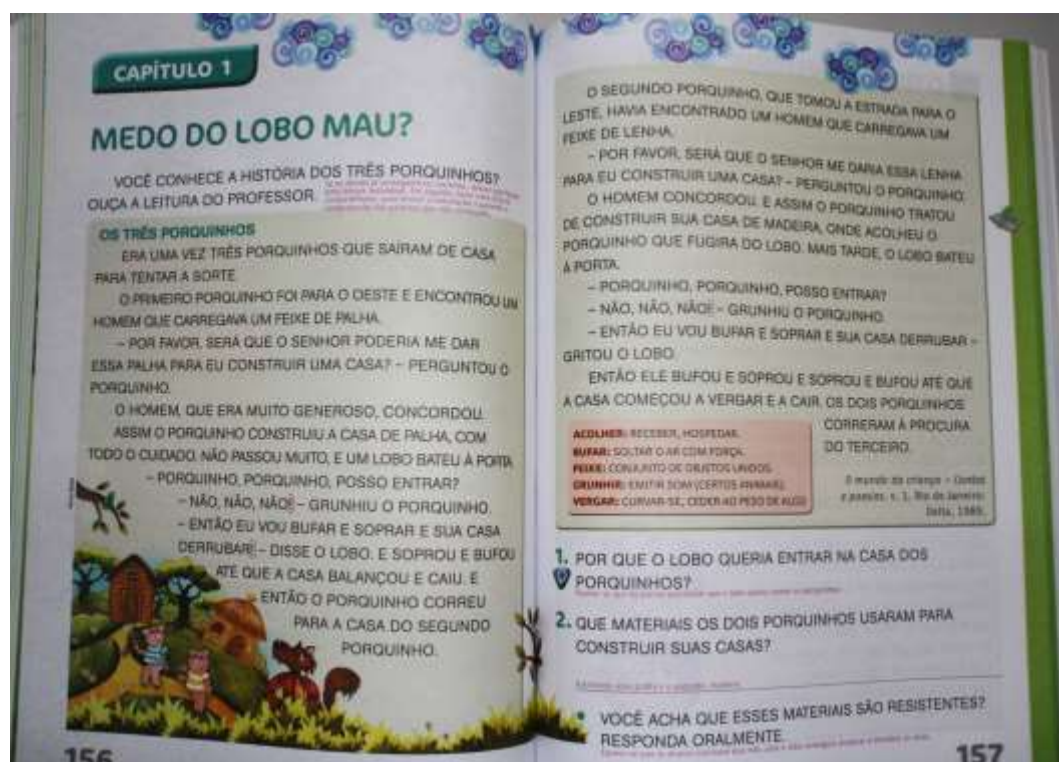 CAPÍTULO 1
MEDO DO LOBO MAU?
VOCÊ CONHECE A HISTÓRIA DOS TRÊS PORQUINHOS?
OUÇA A LEITURA DO PROFESSOR.
OS TRÊS PORQUINHOS
ERA UMA VEZ TRÊS PORQUINHOS QUE SAÍRAM DE CASA
PARA TENTAR A SORTE.
O PRIMEIRO PORQUINHO FOI PARA O OESTE E ENCONTROU UM
HOMEM QUE CARREGAVA UM FEIXE DE PALHA.
– POR FAVOR, SERÁ QUE O SENHOR PODERIA ME DAR
ESSA PALHA PARA EU CONSTRUIR UMA CASA? – PERGUNTOU O
PORQUINHO.
O HOMEM, QUE ERA MUITO GENEROSO, CONCORDOU.
ASSIM O PORQUINHO CONSTRUIU A CASA DE PALHA, COM
TODO O CUIDADO. NÃO PASSOU MUITO, E UM LOBO BATEU À PORTA.
– PORQUINHO, PORQUINHO, POSSO ENTRAR?
– NÃO, NÃO, NÃO! – GRUNHIU O PORQUINHO.
– ENTÃO EU VOU BUFAR E SOPRAR E SUA CASA
DERRUBAR! – DISSE O LOBO. E SOPROU E BUFOU
ATÉ QUE A CASA BALANÇOU E CAIU. E
ENTÃO O PORQUINHO CORREU
PARA A CASA DO SEGUNDO
PORQUINHO.
156
O SEGUNDO PORQUINHO, QUE TOMOU A ESTRADA PARA O
LESTE, HAVIA ENCONTRADO UM HOMEM QUE CARREGAVA UM
FEIXE DE LENHA.
– POR FAVOR, SERÁ QUE O SENHOR ME DARIA ESSA LENHA
PARA EU CONSTRUIR UMA CASA? – PERGUNTOU O PORQUINHO.
O HOMEM CONCORDOU. E ASSIM O PORQUINHO TRATOU
DE CONSTRUIR SUA CASA DE MADEIRA, ONDE ACOLHEU O
PORQUINHO QUE FUGIRA DO LOBO. MAIS TARDE, O LOBO BATEU
À PORTA.
– PORQUINHO, PORQUINHO, POSSO ENTRAR?
– NÃO, NÃO, NÃO! – GRUNHIU O PORQUINHO.
– ENTÃO EU VOU BUFAR E SOPRAR E SUA CASA DERRUBAR –
GRITOU O LOBO.
ENTÃO ELE BUFOU E SOPROU E SOPROU E BUFOU ATÉ QUE
A CASA COMEÇOU A VERGAR E A CAIR. OS DOIS PORQUINHOS
CORRERAM À PROCURA
DO TERCEIRO.
ACOLHER: RECEBER, HOSPEDAR.
BUFAR: SOLTAR O AR COM FORÇA.
FEIXE: CONJUNTO DE OBJETOS UNIDOS.
GRUNHIR: EMITIR SOM (CERTOS ANIMAIS).
VERGAR: CURVAR-SE, CEDER AO PESO DE ALGO.
O mundo da criança – Contos
e poesias. v. 1. Rio de Janeiro:
Delta, 1989.
1. POR QUE O LOBO QUERIA ENTRAR NA CASA DOS
PORQUINHOS?
2. QUE MATERIAIS OS DOIS PORQUINHOS USARAM PARA
CONSTRUIR SUAS CASAS?
• VOCÊ ACHA QUE ESSES MATERIAIS SÃO RESISTENTES?
RESPONDA ORALMENTE.
157